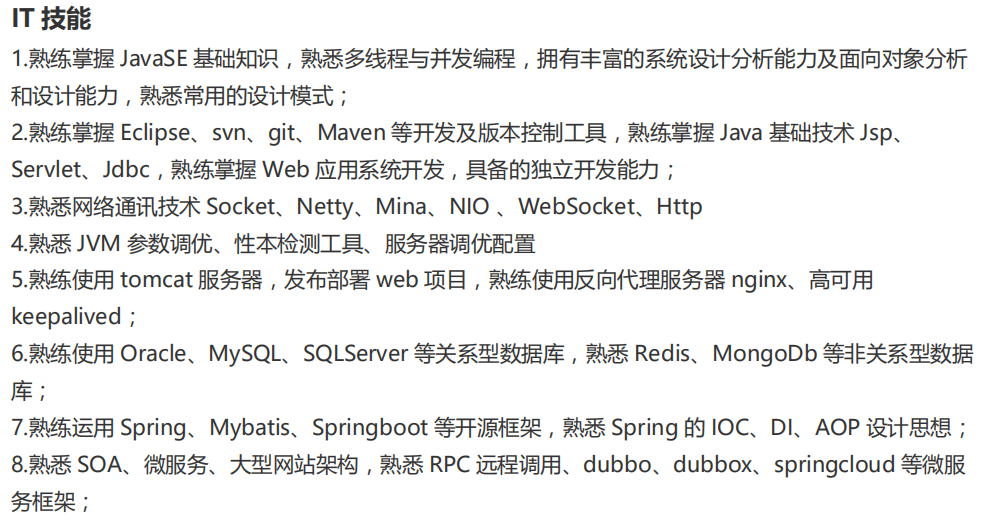 IT 技能
1.熟练掌握 JavaSE 基础知识，熟悉多线程与并发编程，拥有丰富的系统设计分析能力及面向对象分析
和设计能力，熟悉常用的设计模式；
2.熟练掌握 Eclipse、svn、git、Maven 等开发及版本控制工具，熟练掌握 Java 基础技术 Jsp、
Servlet、Jdbc，熟练掌握 Web 应用系统开发，具备的独立开发能力；
3.熟悉网络通讯技术 Socket、Netty、Mina、NIO 、WebSocket、Http
4.熟悉 JVM 参数调优、性本检测工具、服务器调优配置
5.熟练使用 tomcat 服务器，发布部署 web 项目，熟练使用反向代理服务器 nginx、高可用
keepalived；
6.熟练使用 Oracle、MySQL、SQLServer 等关系型数据库，熟悉 Redis、MongoDb 等非关系型数据
库；
7.熟练运用 Spring、Mybatis、Springboot 等开源框架，熟悉 Spring 的 IOC、DI、AOP 设计思想；
8.熟悉 SOA、微服务、大型网站架构，熟悉 RPC 远程调用、dubbo、dubbox、springcloud 等微服
务框架；